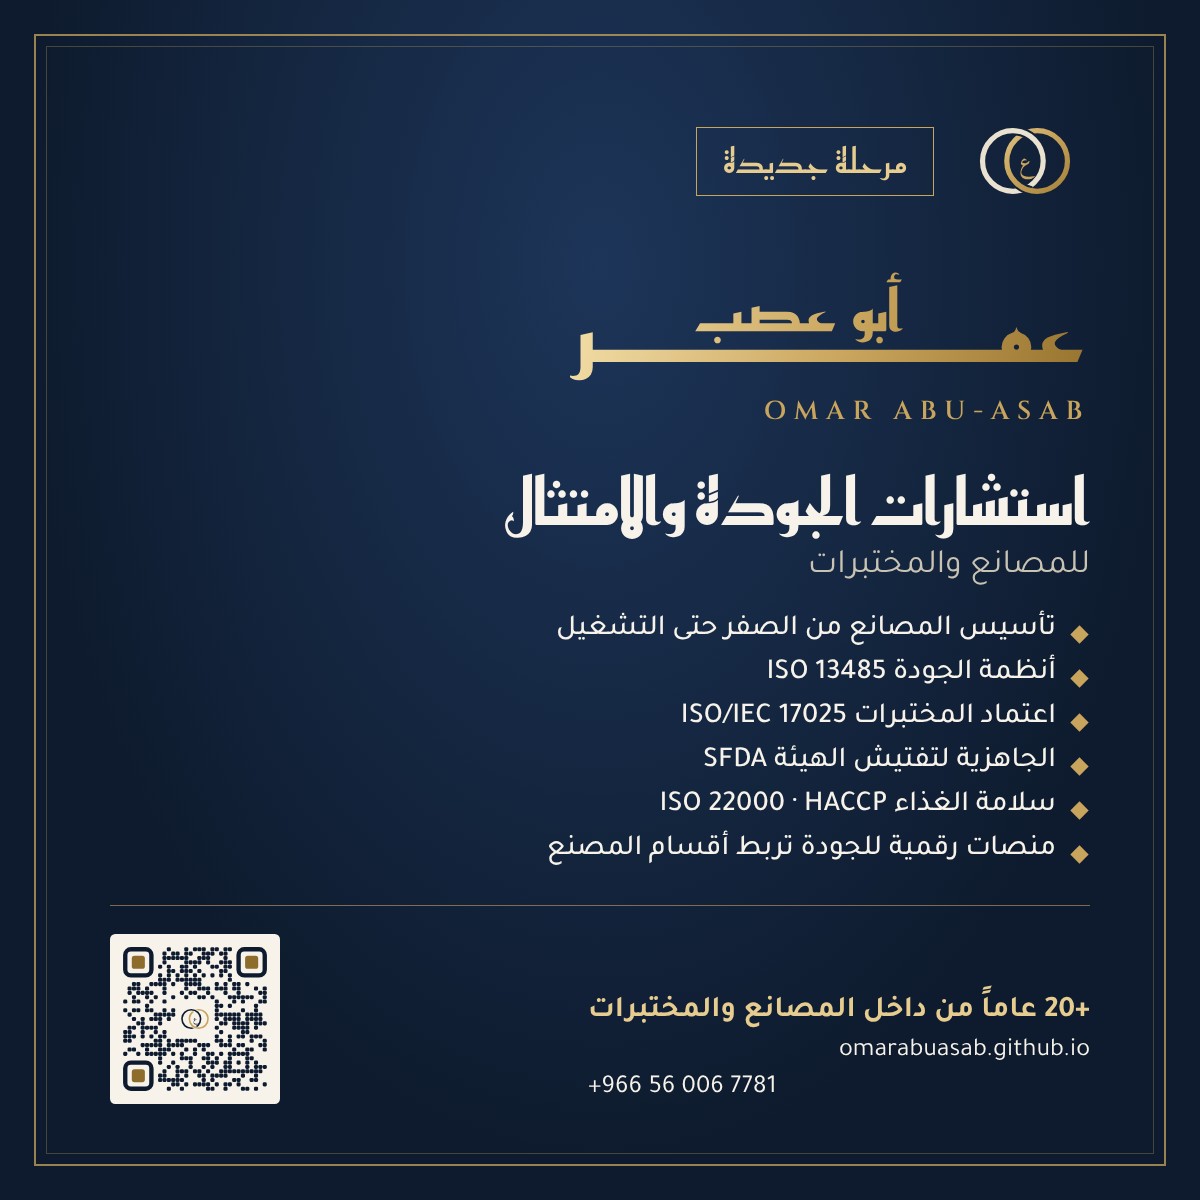 ع
مرحلة جديدة
عمر أبو عصب
OMAR ABU-ASAB
استشارات الجودة والامتثال
للمصانع والمختبرات
تأسيس المصانع من الصفر حتى التشغيل
أنظمة الجودة ISO 13485
اعتماد المختبرات ISO/IEC 17025
الجاهزية لتفتيش الهيئة SFDA
سلامة الغذاء ISO 22000 · HACCP
منصات رقمية للجودة تربط أقسام المصنع
+20 عاماً من داخل المصانع والمختبرات
omarabuasab.github.io
+966 56 006 7781